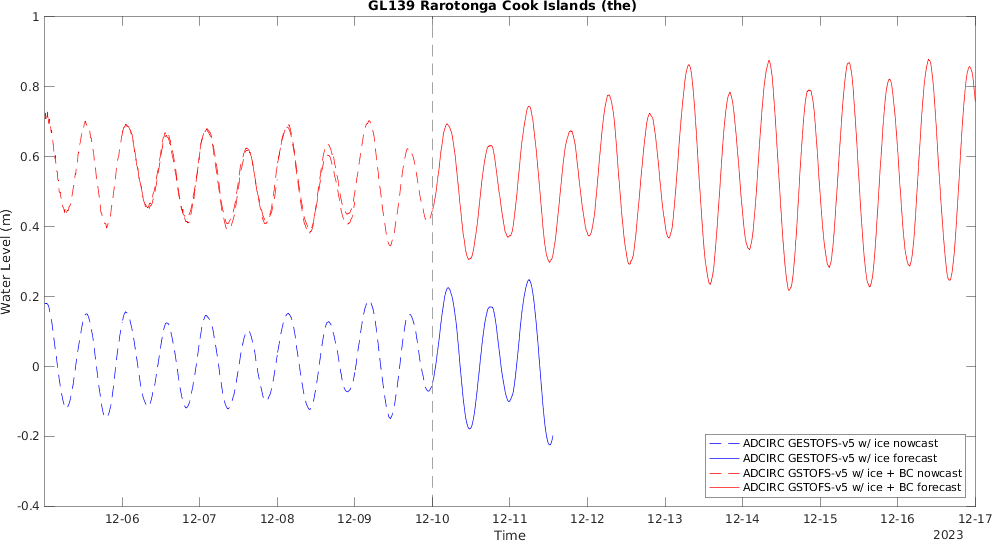 GL139 Rarotonga Cook Islands (the)
1
0.8
0.6
0.4
0.2
0
-0.2
-0.4
Water Level (m)
ADCIRC GESTOFS-v5 w/ ice nowcast
ADCIRC GESTOFS-v5 w/ ice forecast
ADCIRC GSTOFS-v5 w/ ice + BC nowcast
ADCIRC GSTOFS-v5 w/ ice + BC forecast
12-06 12-07 12-08 12-09 12-10 12-11 12-12 12-13 12-14 12-15 12-16 12-17
Time
2023